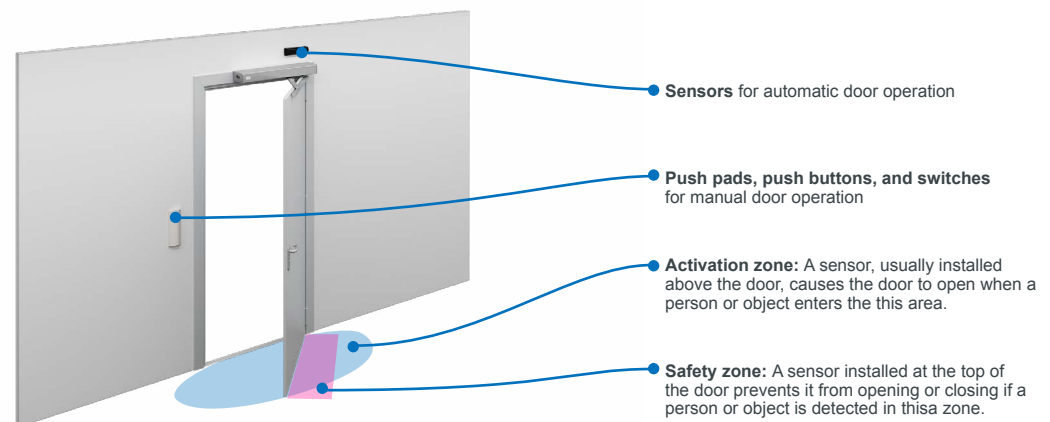 Sensors for automatic door operation
Push pads, push buttons, and switches
for manual door operation
Activation zone: A sensor, usually installed
above the door, causes the door to open when a
person or object enters the this area.
Safety zone: A sensor installed at the top of
the door prevents it from opening or closing if a
person or object is detected in thisa zone.